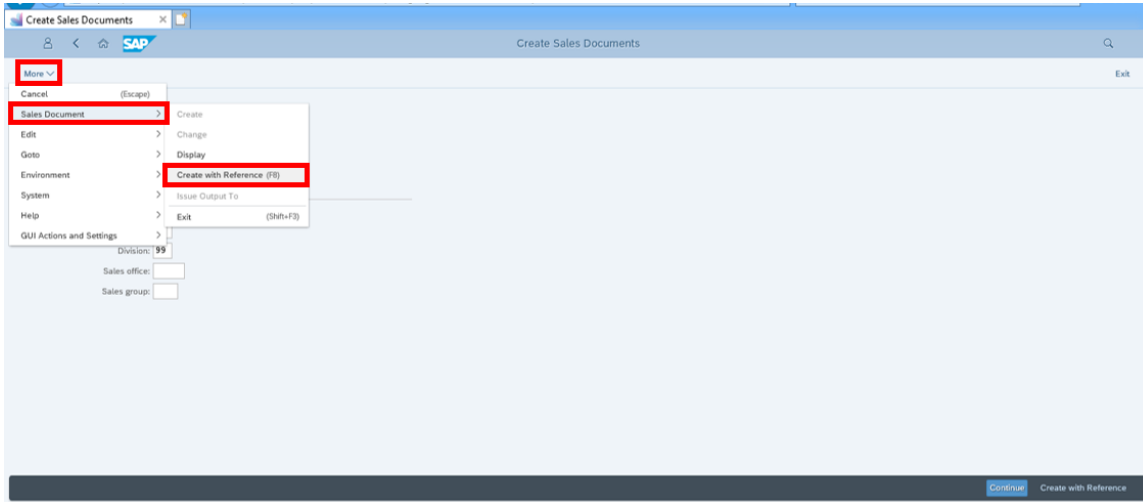 Create Sales Documents
SAP Create Sales Documents
More Exit
Cancel (Escape)
Sales Document
Edit
Goto
Environment
System
Help
GUI Actions and Settings
Create
Change
Display
Create with Reference (F8)
Issue Output To
Exit (Shift+F3)
Division: 99
Sales office:
Sales group:
Continue Create with Reference